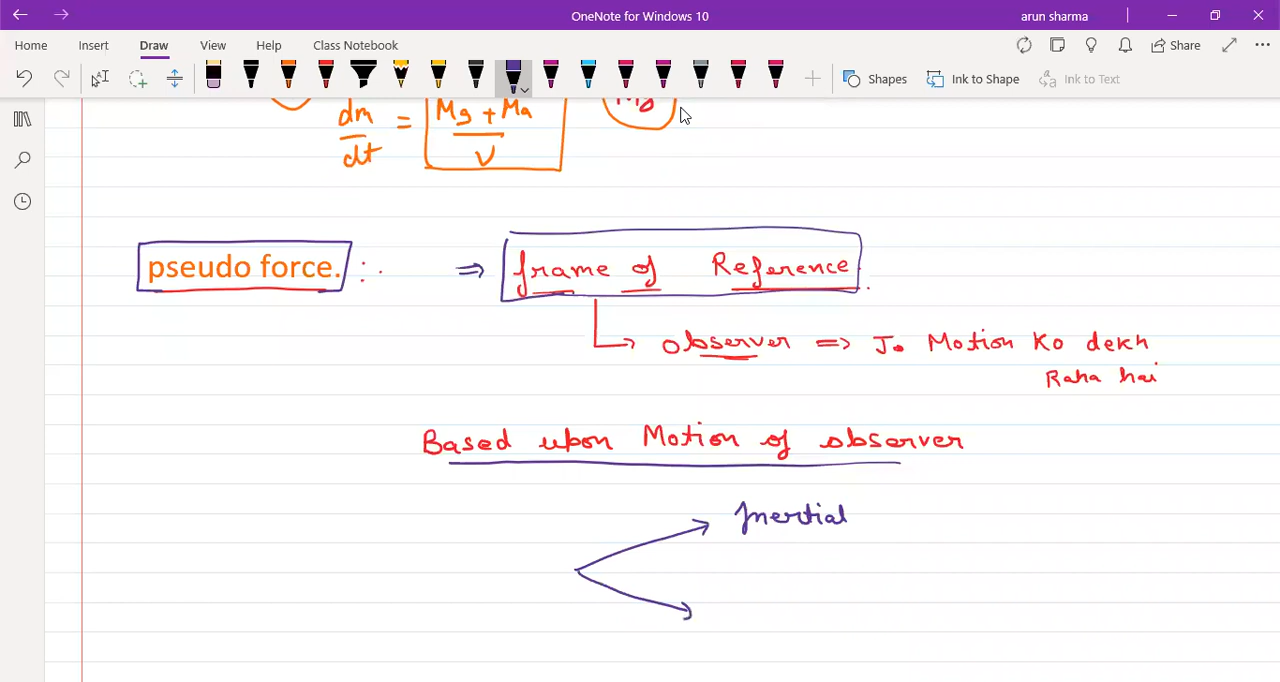 OneNote for Windows 10
arun sharma
Home Insert Draw View Help Class Notebook
Share
Shapes Ink to Shape Ink to Text
dm
dt
=
Mg + Ma
V
Mg
pseudo force. : ⇒ frame of Reference.
observer ⇒ Jo Motion Ko dekh
Raha hai
Based upon Motion of observer
Inertial